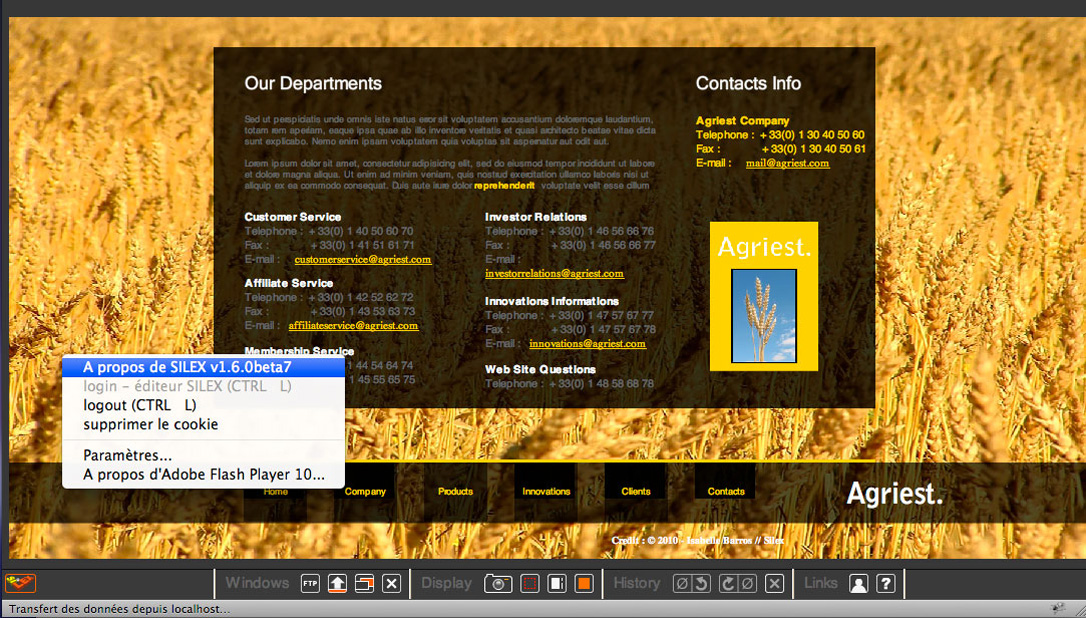 Our Departments
Sed ut perspidatis unde omnis iste natus eror sit voluptatem accusantium doloremque laudantium,
totam rem aperiam, eaque ipsa quae ab illo inventore veritatis et quasi architecto beatae vitae dicta
sunt explicabo. Nemo enim ipsam voluptatem quia voluptas sit aspernatur aut odit aut.
Lorem ipsum dolor sit amet, consectetur adipiscing elit, sed do eiusmod tempor incididunt ut labore
et dolore magna aliqua. Ut enim ad minim veniam, quis nostrud exercitation ullamco laboris nisi ut
aliquip ex ea commodo consequat. Duis aute irure dolor reprehenderit voluptate velit esse cillum
Customer Service
Telephone : +33(0) 1 40 50 60 70
Fax : +33(0) 1 41 51 61 71
E-mail : customerservice@agriest.com
Affiliate Service
Telephone : +33(0) 1 42 52 62 72
Fax : +33(0) 1 43 53 63 73
E-mail : affiliateservice@agriest.com
Membership Service
1 44 54 64 74
1 45 55 65 75
Investor Relations
Telephone : +33(0) 1 46 56 66 76
Fax : +33(0) 1 46 56 66 77
E-mail :
investorrelations@agriest.com
Innovations Informations
Telephone : +33(0) 1 47 57 67 77
Fax : +33(0) 1 47 57 67 78
E-mail : innovations@agriest.com
Web Site Questions
Telephone : +33(0) 1 48 58 68 78
Contacts Info
Agriest Company
Telephone : +33(0) 1 30 40 50 60
Fax : +33(0) 1 30 40 50 61
E-mail : mail@agriest.com
Agriest.
A propos de SILEX v1.6.0beta7
login - éditeur SILEX (CTRL L)
logout (CTRL L)
supprimer le cookie
Paramètres...
A propos d'Adobe Flash Player 10...
Home
Company
Products
Innovations
Clients
Contacts
Agriest.
Credit : © 2010 - Isabelle Barros // Silex
Windows
FTP
Display
History
Links
?
Transfert des données depuis localhost...